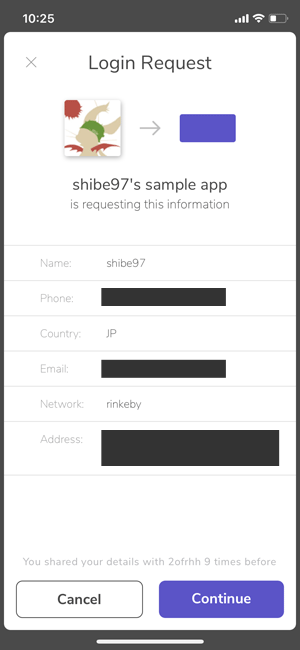 10:25
Login Request
shibe97's sample app
is requesting this information
Name: shibe97
Phone:
Country: JP
Email:
Network: rinkeby
Address:
You shared your details with 2ofrhh 9 times before
Cancel Continue